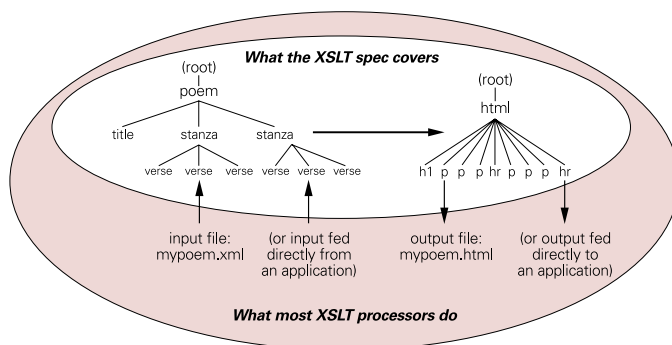 What the XSLT spec covers
(root)
poem
title stanza stanza
verse verse verse verse verse verse
(root)
html
h1 p p p hr p p p hr
input file:
mypoem.xml
(or input fed
directly from
an application)
output file:
mypoem.html
(or output fed
directly to
an application)
What most XSLT processors do